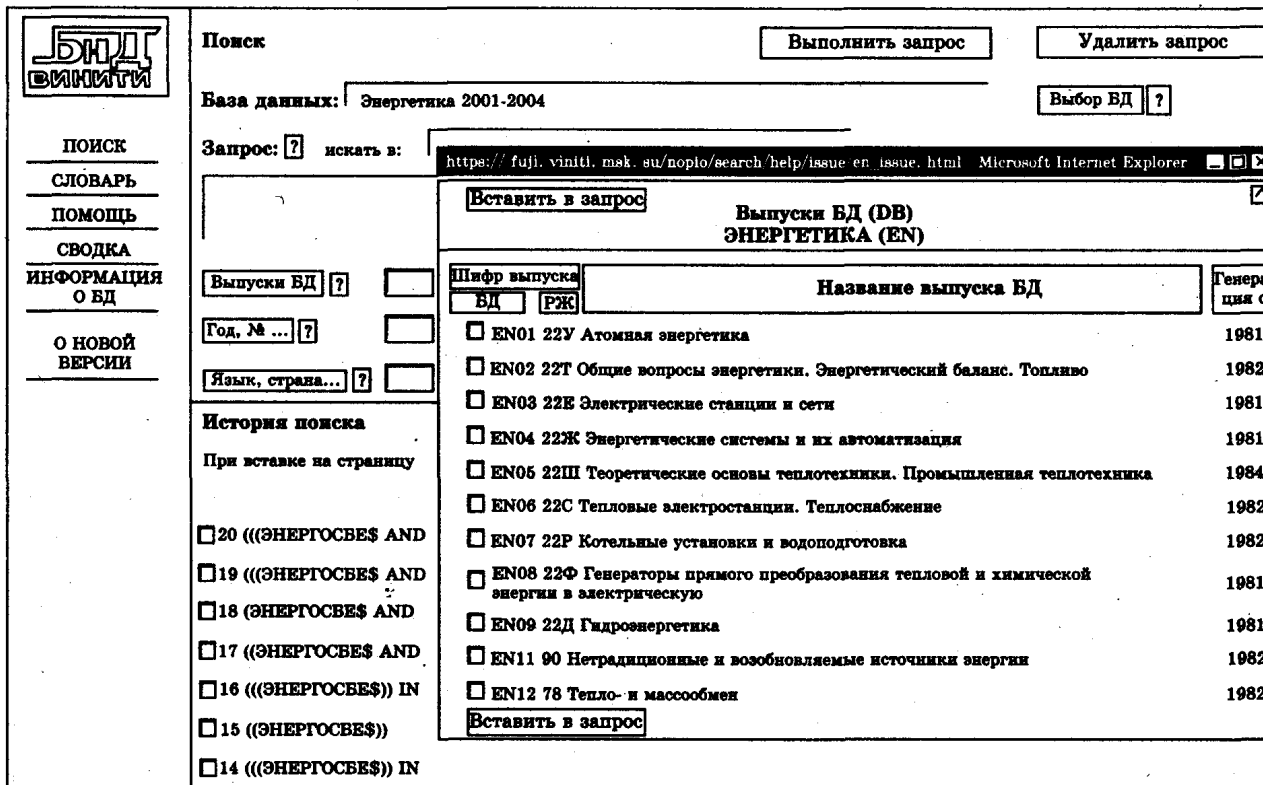 БнД
ВИНИТИ
ПОИСК
СЛОВАРЬ
ПОМОЩЬ
СВОДКА
ИНФОРМАЦИЯ
О БД
О НОВОЙ
ВЕРСИИ
Поиск
Выполнить запрос
Удалить запрос
База данных: Энергетика 2001-2004
Выбор БД ?
Запрос: ? искать в:
Выпуски БД ?
Год, № ... ?
Язык, страна... ?
История поиска
При вставке на страницу
20 (((ЭНЕРГОСБЕ$ AND
19 (((ЭНЕРГОСБЕ$ AND
18 (ЭНЕРГОСБЕ$ AND
17 ((ЭНЕРГОСБЕ$ AND
16 (((ЭНЕРГОСБЕ$)) IN
15 ((ЭНЕРГОСБЕ$))
14 (((ЭНЕРГОСБЕ$)) IN
https:// fuji. viniti. msk. su/nopio/search/help/issue en_issue. html Microsoft Internet Explorer
Вставить в запрос
Выпуски БД (DB)
ЭНЕРГЕТИКА (EN)
Шифр выпуска
БД РЖ
Название выпуска БД
Генера
ция с
EN01 22У Атомная энергетика 1981
EN02 22Т Общие вопросы энергетики. Энергетический баланс. Топливо 1982
EN03 22Е Электрические станции и сети 1981
EN04 22Ж Энергетические системы и их автоматизация 1981
EN05 22Ш Теоретические основы теплотехники. Промышленная теплотехника 1984
EN06 22С Тепловые электростанции. Теплоснабжение 1982
EN07 22Р Котельные установки и водоподготовка 1982
EN08 22Ф Генераторы прямого преобразования тепловой и химической
энергии в электрическую 1981
EN09 22Д Гидроэнергетика 1981
EN11 90 Нетрадиционные и возобновляемые источники энергии 1982
EN12 78 Тепло- и массообмен 1982
Вставить в запрос